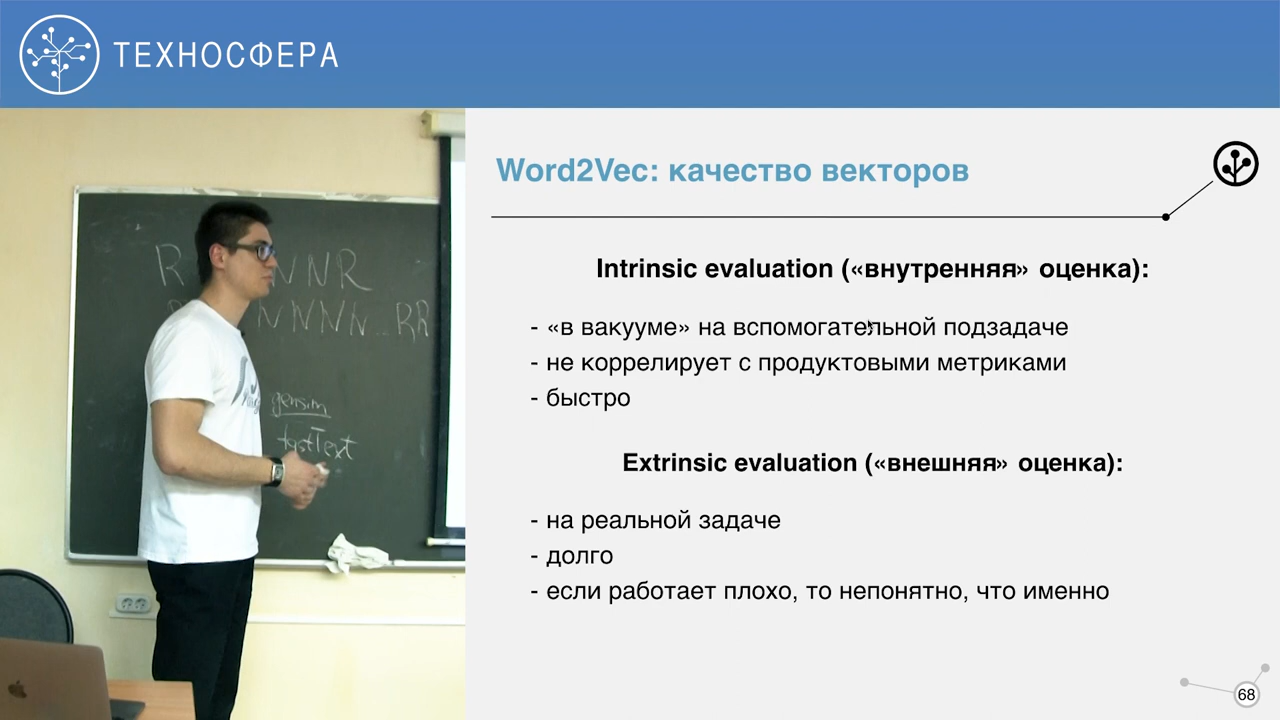 ТЕХНОСФЕРА
Word2Vec: качество векторов
Intrinsic evaluation («внутренняя» оценка):
- «в вакууме» на вспомогательной подзадаче
- не коррелирует с продуктовыми метриками
- быстро
Extrinsic evaluation («внешняя» оценка):
- на реальной задаче
- долго
- если работает плохо, то непонятно, что именно
68
gensim
fastText